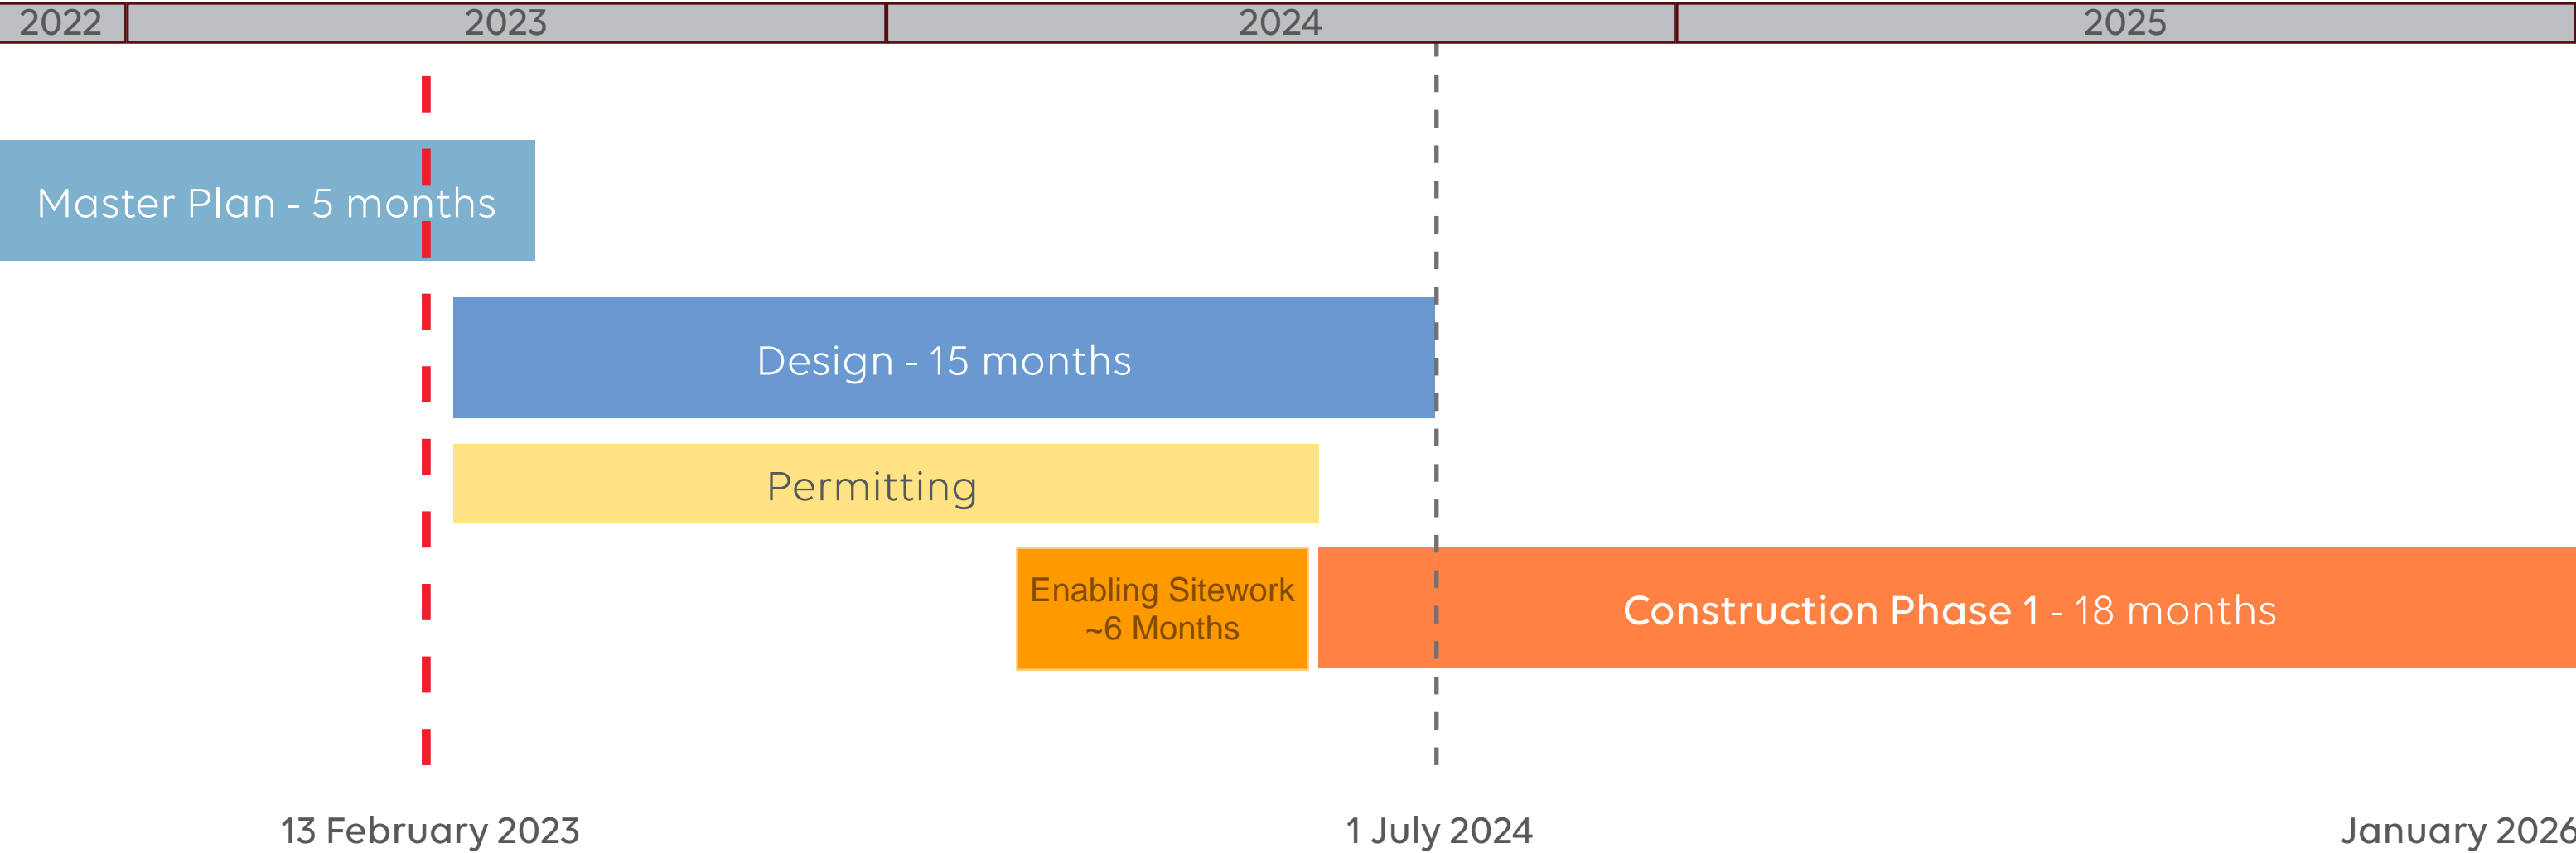 2022 2023 2024 2025
Master Plan - 5 months
Design - 15 months
Permitting
Enabling Sitework
~6 Months
Construction Phase 1 - 18 months
13 February 2023 1 July 2024 January 2026